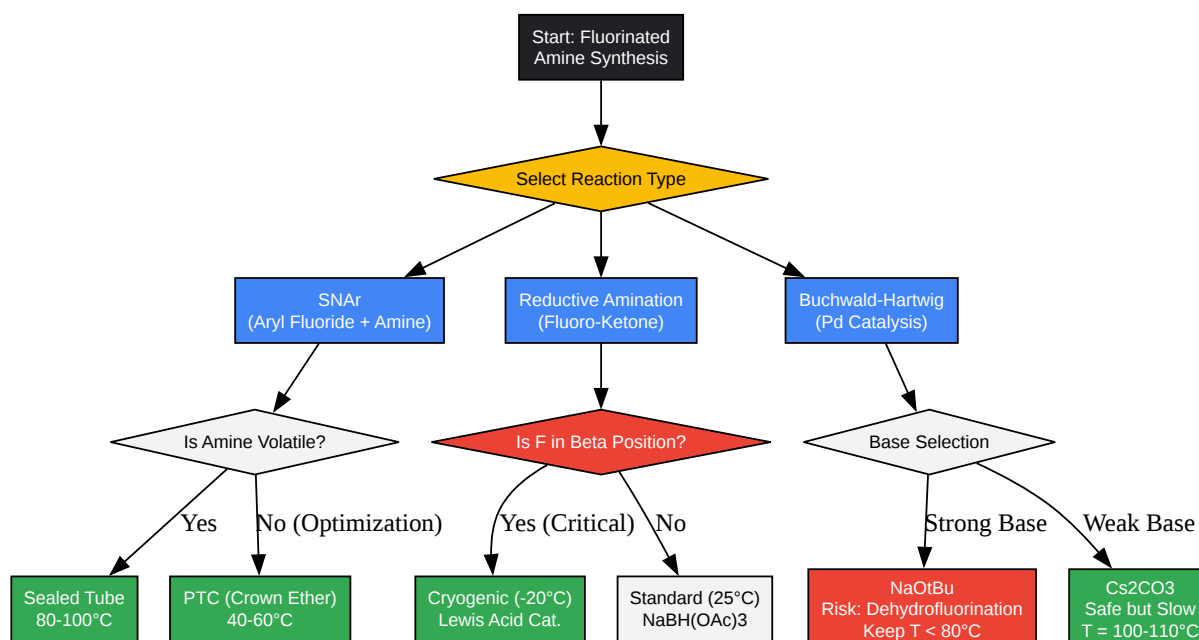 Start: Fluorinated
Amine Synthesis
Select Reaction Type
SNAr
(Aryl Fluoride + Amine)
Reductive Amination
(Fluoro-Ketone)
Buchwald-Hartwig
(Pd Catalysis)
Is Amine Volatile?
Is F in Beta Position?
Base Selection
Yes
No (Optimization)
Yes (Critical)
No
Strong Base
Weak Base
Sealed Tube
80-100°C
PTC (Crown Ether)
40-60°C
Cryogenic (-20°C)
Lewis Acid Cat.
Standard (25°C)
NaBH(OAc)3
NaOtBu
Risk: Dehydrofluorination
Keep T < 80°C
Cs2CO3
Safe but Slow
T = 100-110°C